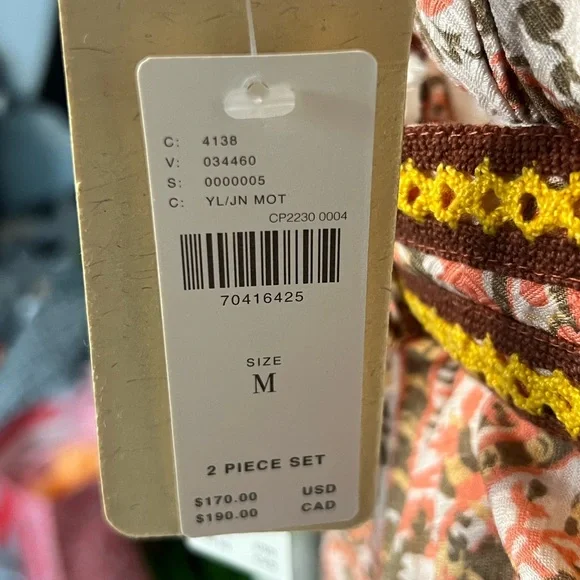 C: 4138
V: 034460
S: 0000005
C: YL/JN MOT
CP2230 0004
70416425
SIZE
M
2 PIECE SET
$170.00 USD
$190.00 CAD